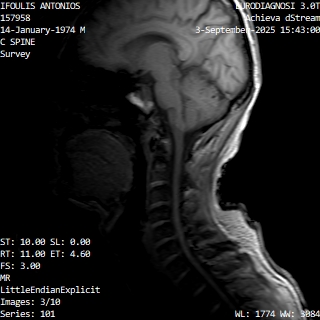 IFOULIS ANTONIOS
157958
14-January-1974 M
C SPINE
Survey
EURODIAGNOSI 3.0T
Achieva dStream
3-September-2025 15:43:00
ST: 10.00 SL: 0.00
RT: 11.00 ET: 4.60
FS: 3.00
MR
LittleEndianExplicit
Images: 3/10
Series: 101
WL: 1774 WW: 3084